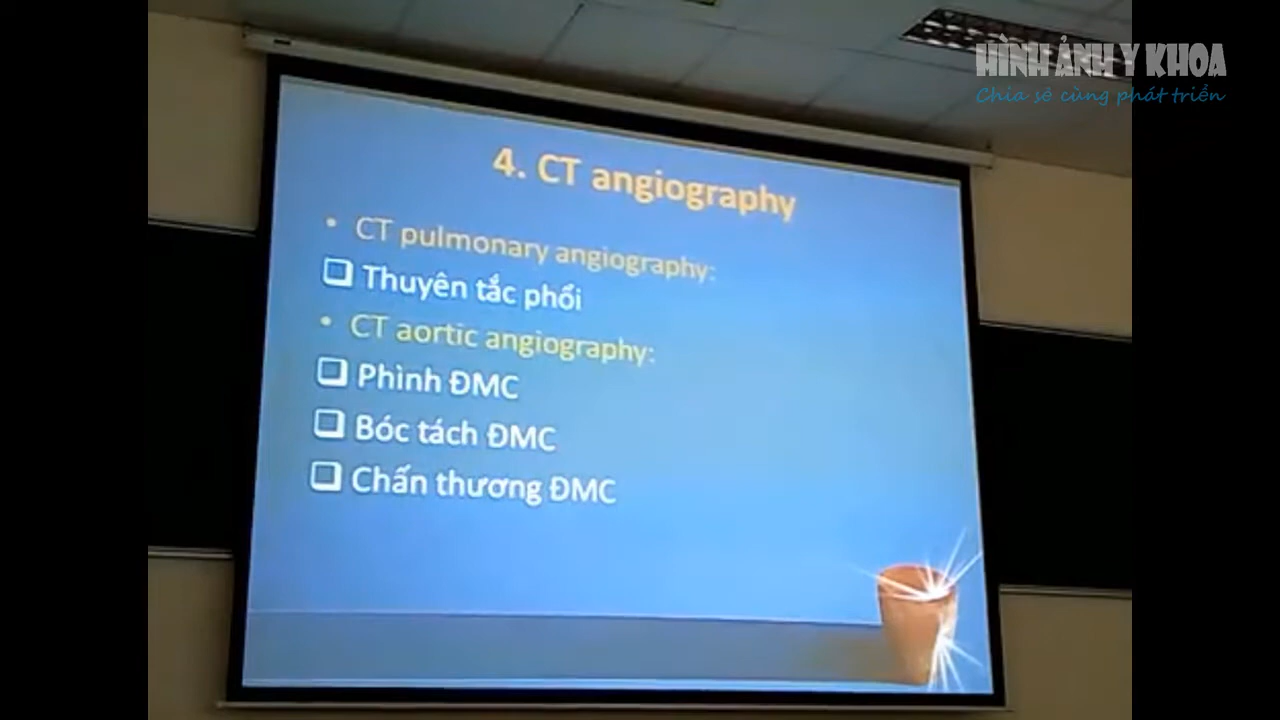 HÌNH ẢNH Y KHOA
Chia sẻ cùng phát triển
4. CT angiography
• CT pulmonary angiography:
❑ Thuyên tắc phổi
• CT aortic angiography:
❑ Phình ĐMC
❑ Bóc tách ĐMC
❑ Chấn thương ĐMC